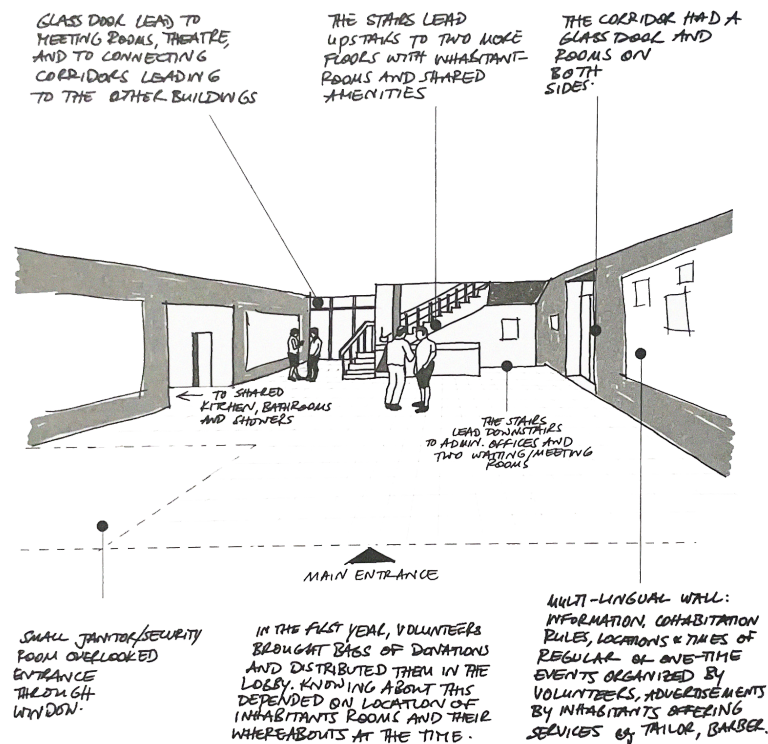 GLASS DOOR LEAD TO
MEETING ROOMS, THEATRE,
AND TO CONNECTING
CORRIDORS LEADING
TO THE OTHER BUILDINGS
THE STAIRS LEAD
UPSTAIRS TO TWO MORE
FLOORS WITH INHABITANT-
ROOMS AND SHARED
AMENITIES
THE CORRIDOR HAD A
GLASS DOOR AND
ROOMS ON
BOTH
SIDES.
TO SHARED
KITCHEN, BATHROOMS
AND SHOWERS
THE STAIRS
LEAD DOWNSTAIRS
TO ADMIN. OFFICES AND
TWO WAITING/MEETING
ROOMS
MAIN ENTRANCE
SMALL JANITOR/SECURITY
ROOM OVERLOOKED
ENTRANCE
THROUGH
WINDOW.
IN THE FIRST YEAR, VOLUNTEERS
BROUGHT BAGS OF DONATIONS
AND DISTRIBUTED THEM IN THE
LOBBY. KNOWING ABOUT THIS
DEPENDED ON LOCATION OF
INHABITANTS ROOMS AND THEIR
WHEREABOUTS AT THE TIME.
MULTI-LINGUAL WALL:
INFORMATION, COHABITATION
RULES, LOCATIONS & TIMES OF
REGULAR OR ONE-TIME
EVENTS ORGANIZED BY
VOLUNTEERS, ADVERTISEMENTS
BY INHABITANTS OFFERING
SERVICES eg TAILOR, BARBER.